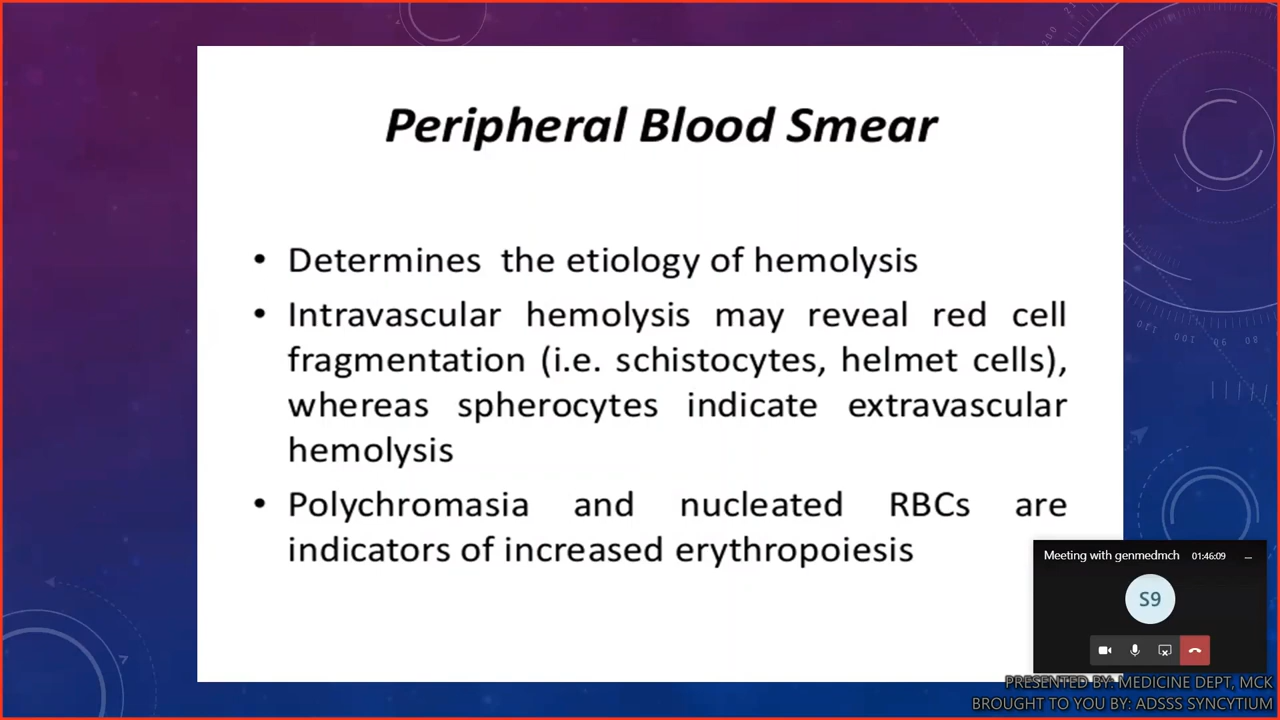 Peripheral Blood Smear
• Determines the etiology of hemolysis
• Intravascular hemolysis may reveal red cell
fragmentation (i.e. schistocytes, helmet cells),
whereas spherocytes indicate extravascular
hemolysis
• Polychromasia and nucleated RBCs are
indicators of increased erythropoiesis
Meeting with genmedmch 01:46:09
S9
PRESENTED BY: MEDICINE DEPT, MCK
BROUGHT TO YOU BY: ADSSS SYNCYTIUM